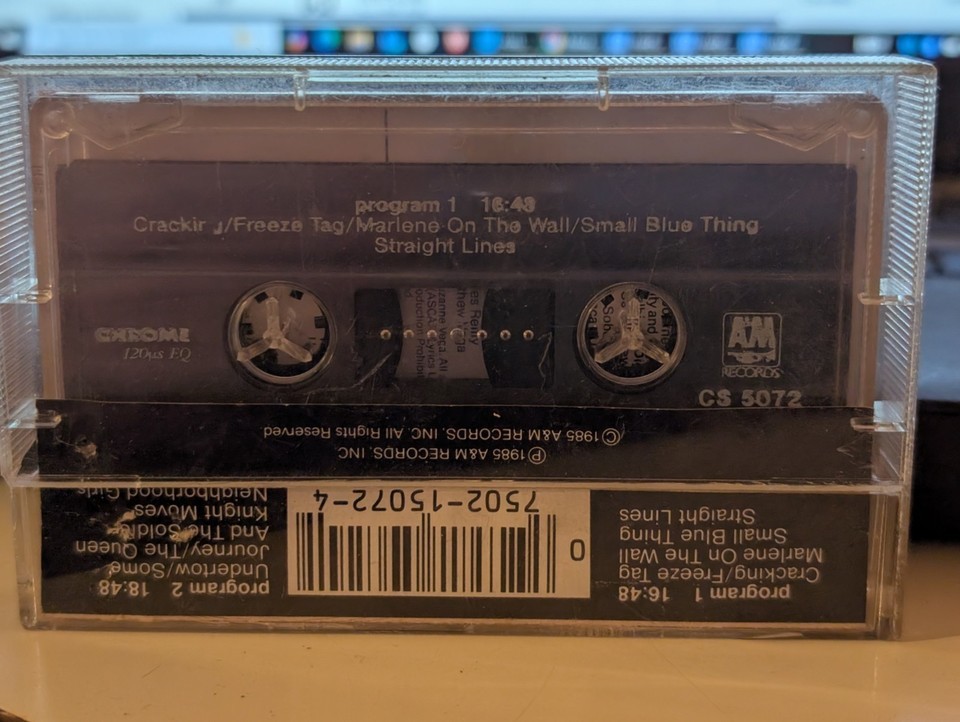 program 1 16:48
/Freeze Tag/Marlene On The Wall/Small Blue Thing
Straight Lines
CHROME
120µs EQ
A&M
RECORDS
CS 5072
©1985 A&M RECORDS, INC. All Rights Reserved
℗1985 A&M RECORDS, INC.
program 1 16:48
Cracking/Freeze Tag
Marlene On The Wall
Small Blue Thing
Straight Lines
0
7502-15072-4
program 2 18:48
Undertow/Some
Journey/The Queen
And The Soldier
Knight Moves
Neighborhood Girls